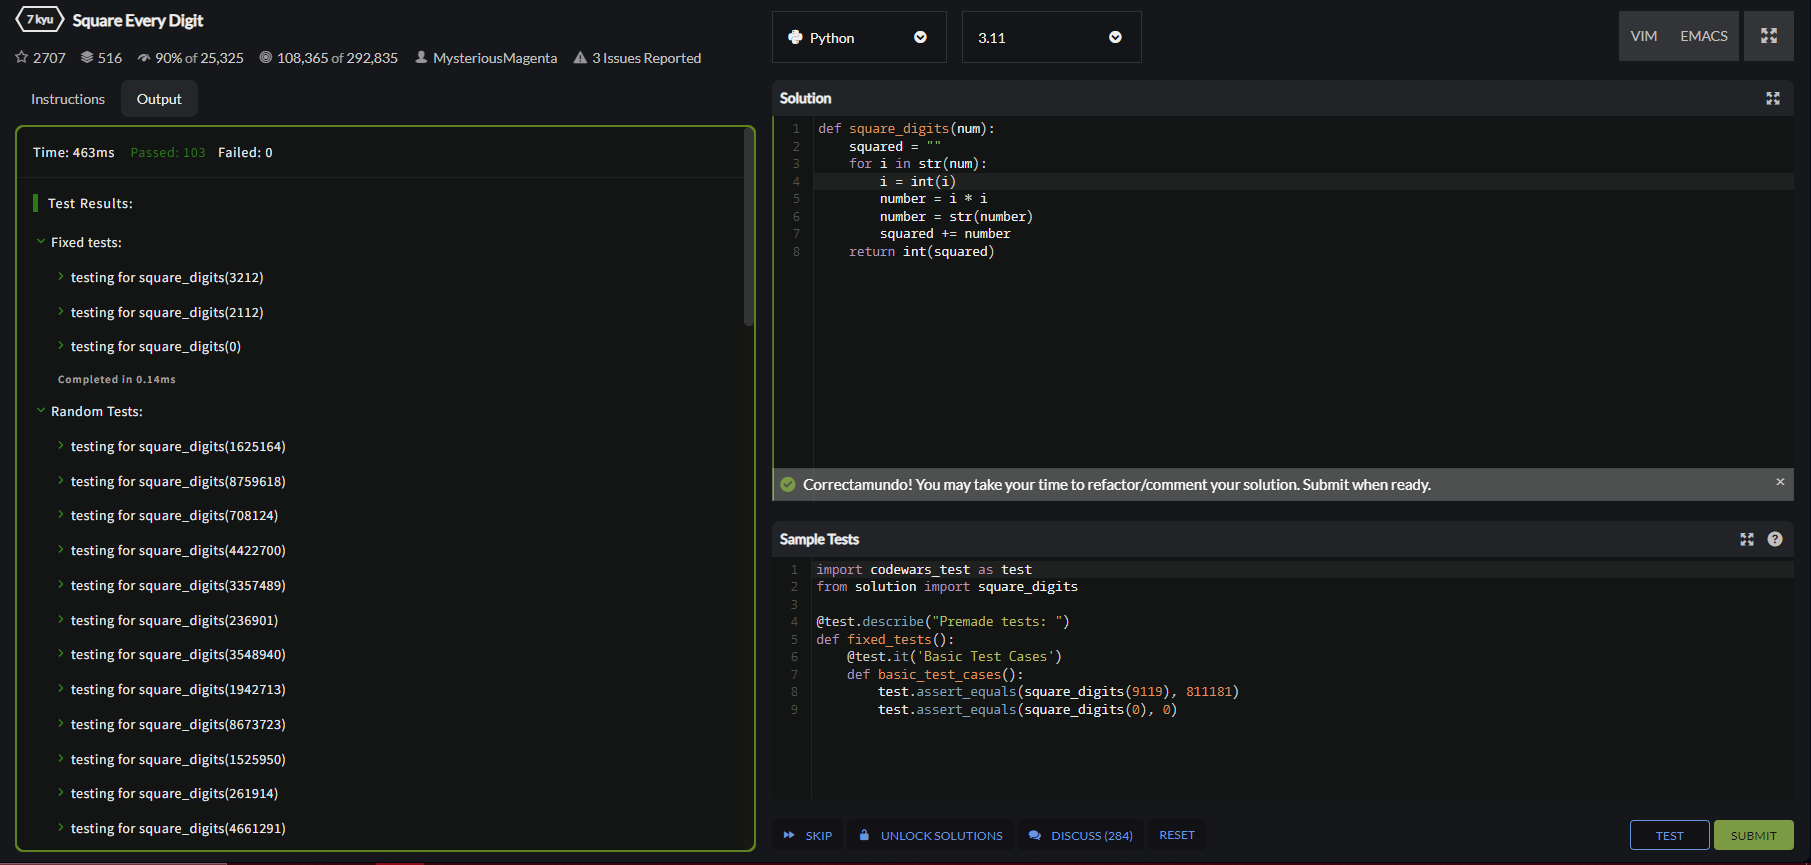 7 kyu Square Every Digit
2707 516 90% of 25,325 108,365 of 292,835 MysteriousMagenta 3 Issues Reported
Instructions Output
Time: 463ms Passed: 103 Failed: 0
Test Results:
Fixed tests:
testing for square_digits(3212)
testing for square_digits(2112)
testing for square_digits(0)
Completed in 0.14ms
Random Tests:
testing for square_digits(1625164)
testing for square_digits(8759618)
testing for square_digits(708124)
testing for square_digits(4422700)
testing for square_digits(3357489)
testing for square_digits(236901)
testing for square_digits(3548940)
testing for square_digits(1942713)
testing for square_digits(8673723)
testing for square_digits(1525950)
testing for square_digits(261914)
testing for square_digits(4661291)
Python 3.11 VIM EMACS
Solution
1 def square_digits(num):
2     squared = ""
3     for i in str(num):
4         i = int(i)
5         number = i * i
6         number = str(number)
7         squared += number
8     return int(squared)
Correctamundo! You may take your time to refactor/comment your solution. Submit when ready. ×
Sample Tests ?
1 import codewars_test as test
2 from solution import square_digits
3
4 @test.describe("Premade tests: ")
5 def fixed_tests():
6     @test.it('Basic Test Cases')
7     def basic_test_cases():
8         test.assert_equals(square_digits(9119), 811181)
9         test.assert_equals(square_digits(0), 0)
SKIP UNLOCK SOLUTIONS DISCUSS (284) RESET TEST SUBMIT